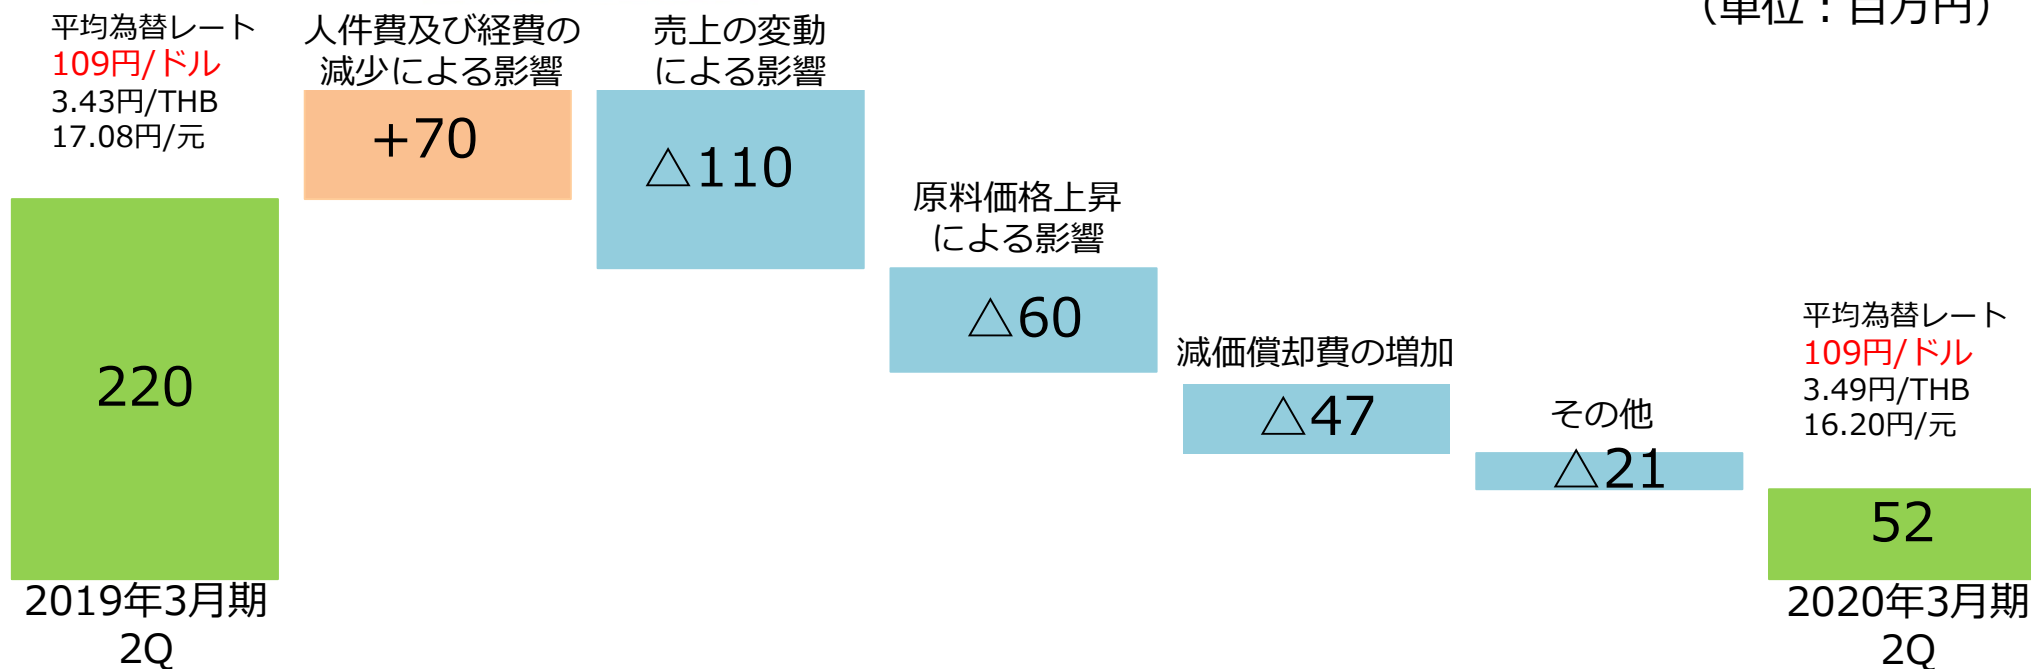 （単位：百万円）
平均為替レート
109円/ドル
3.43円/THB
17.08円/元
人件費及び経費の
減少による影響
+70
売上の変動
による影響
△110
原料価格上昇
による影響
△60
減価償却費の増加
△47
その他
△21
平均為替レート
109円/ドル
3.49円/THB
16.20円/元
220
52
2019年3月期
2Q
2020年3月期
2Q